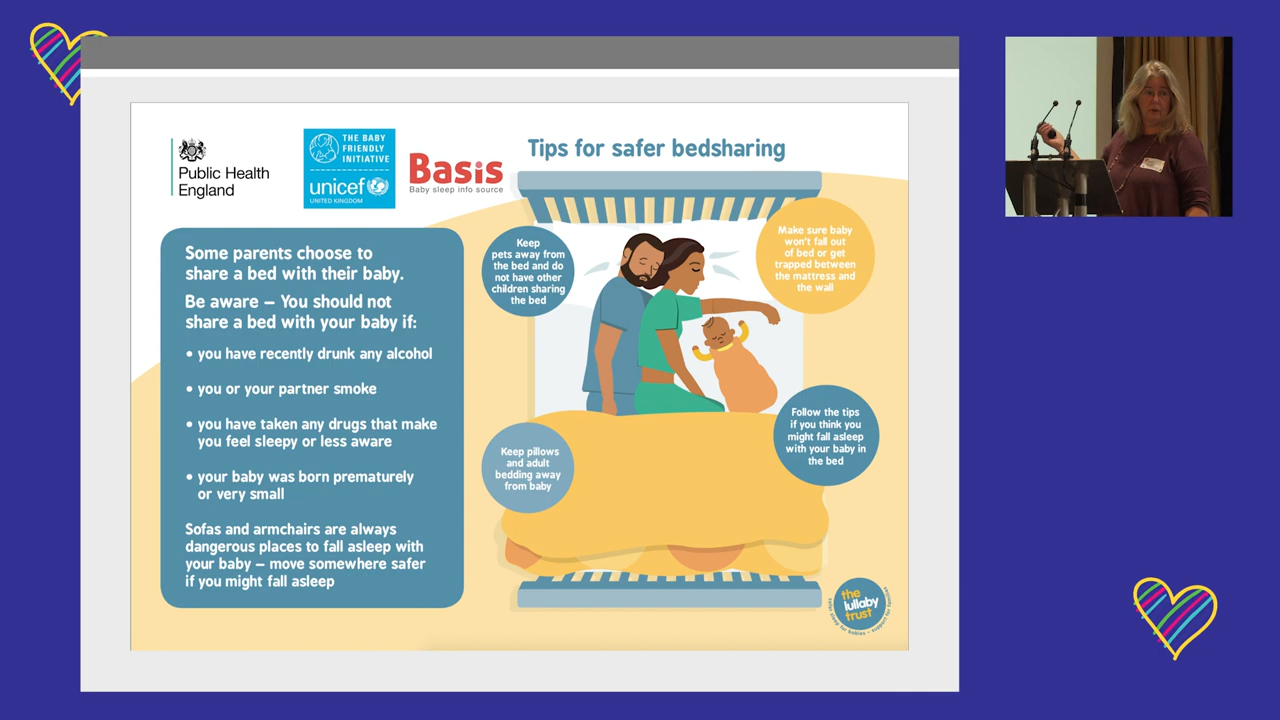 Public Health
England
THE BABY
FRIENDLY
INITIATIVE
unicef
UNITED KINGDOM
Basis
Baby sleep info source
Tips for safer bedsharing
Some parents choose to
share a bed with their baby.
Be aware – You should not
share a bed with your baby if:
• you have recently drunk any alcohol
• you or your partner smoke
• you have taken any drugs that make
you feel sleepy or less aware
• your baby was born prematurely
or very small
Sofas and armchairs are always
dangerous places to fall asleep with
your baby – move somewhere safer
if you might fall asleep
Keep
pets away from
the bed and do
not have other
children sharing
the bed
Make sure baby
won't fall out
of bed or get
trapped between
the mattress and
the wall
Keep pillows
and adult
bedding away
from baby
Follow the tips
if you think you
might fall asleep
with your baby in
the bed
the
lullaby
trust
safer sleep for babies – support for families